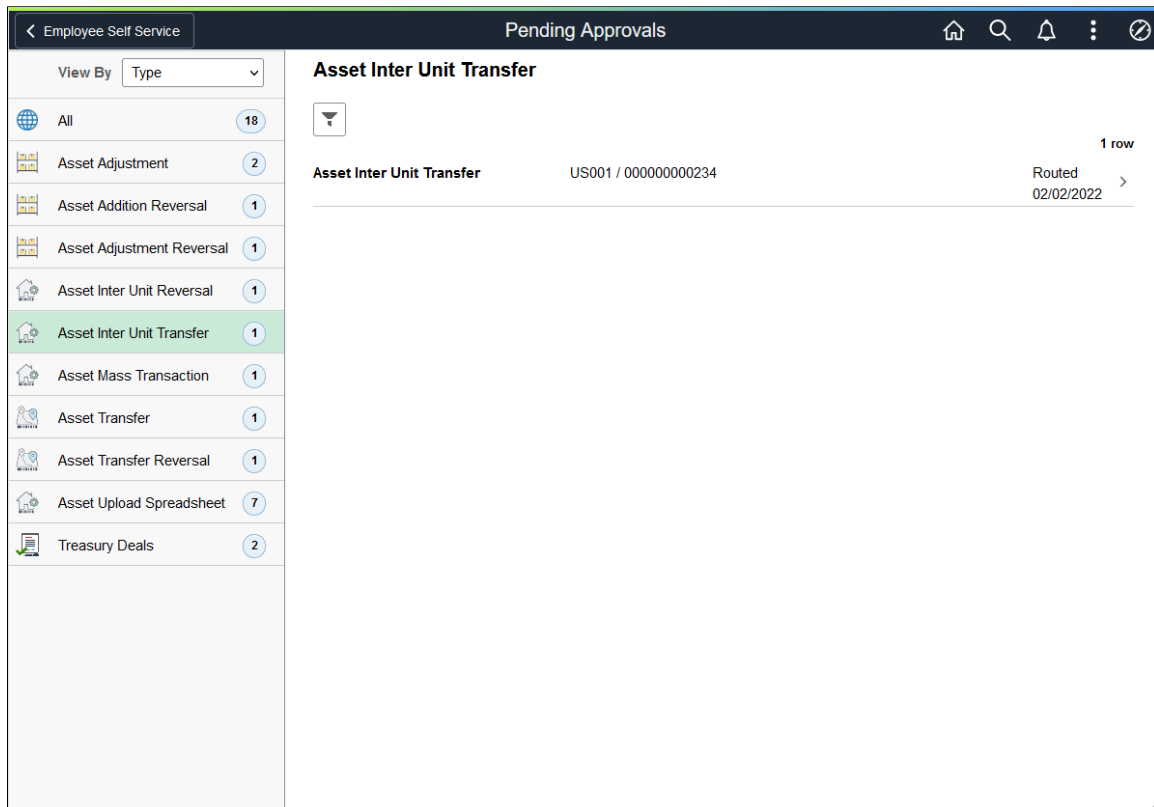 Employee Self Service
Pending Approvals
View By Type
All 18
Asset Adjustment 2
Asset Addition Reversal 1
Asset Adjustment Reversal 1
Asset Inter Unit Reversal 1
Asset Inter Unit Transfer 1
Asset Mass Transaction 1
Asset Transfer 1
Asset Transfer Reversal 1
Asset Upload Spreadsheet 7
Treasury Deals 2
Asset Inter Unit Transfer
1 row
Asset Inter Unit Transfer US001 / 000000000234 Routed
02/02/2022